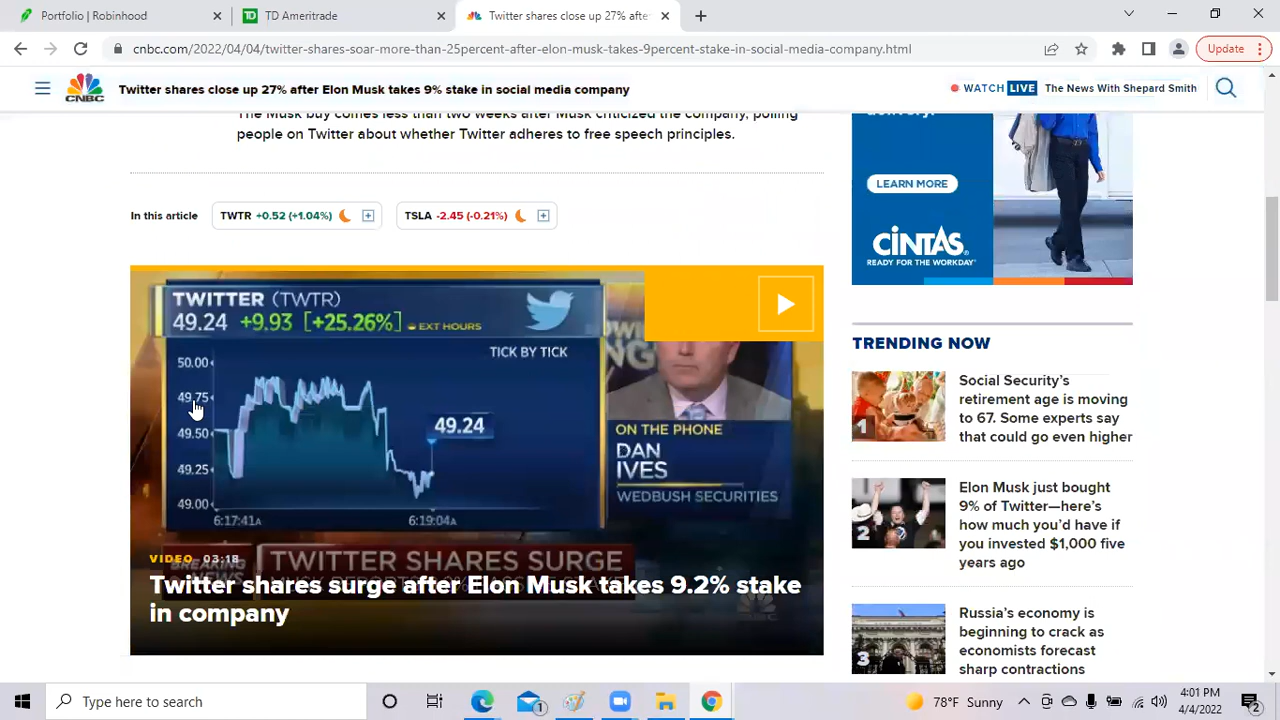 Portfolio | Robinhood
TD Ameritrade
Twitter shares close up 27% afte
cnbc.com/2022/04/04/twitter-shares-soar-more-than-25percent-after-elon-musk-takes-9percent-stake-in-social-media-company.html
Update
CNBC
Twitter shares close up 27% after Elon Musk takes 9% stake in social media company
WATCH LIVE The News With Shepard Smith
The Musk buy comes less than two weeks after Musk criticized the company, polling
people on Twitter about whether Twitter adheres to free speech principles.
In this article
TWTR +0.52 (+1.04%)
TSLA -2.45 (-0.21%)
TWITTER (TWTR)
49.24 +9.93 [+25.26%] EXT HOURS
TICK BY TICK
50.00
49.75
49.50
49.25
49.00
49.24
6:17:41A
6:19:04A
ON THE PHONE
DAN
IVES
WEDBUSH SECURITIES
VIDEO 03:18
BREAKING
NEWS
TWITTER SHARES SURGE
Twitter shares surge after Elon Musk takes 9.2% stake
in company
delivery.
LEARN MORE
CINTAS
READY FOR THE WORKDAY
TRENDING NOW
1
Social Security's
retirement age is moving
to 67. Some experts say
that could go even higher
2
Elon Musk just bought
9% of Twitter—here's
how much you'd have if
you invested $1,000 five
years ago
3
Russia's economy is
beginning to crack as
economists forecast
sharp contractions
Type here to search
1
78°F Sunny
4:01 PM
4/4/2022
2